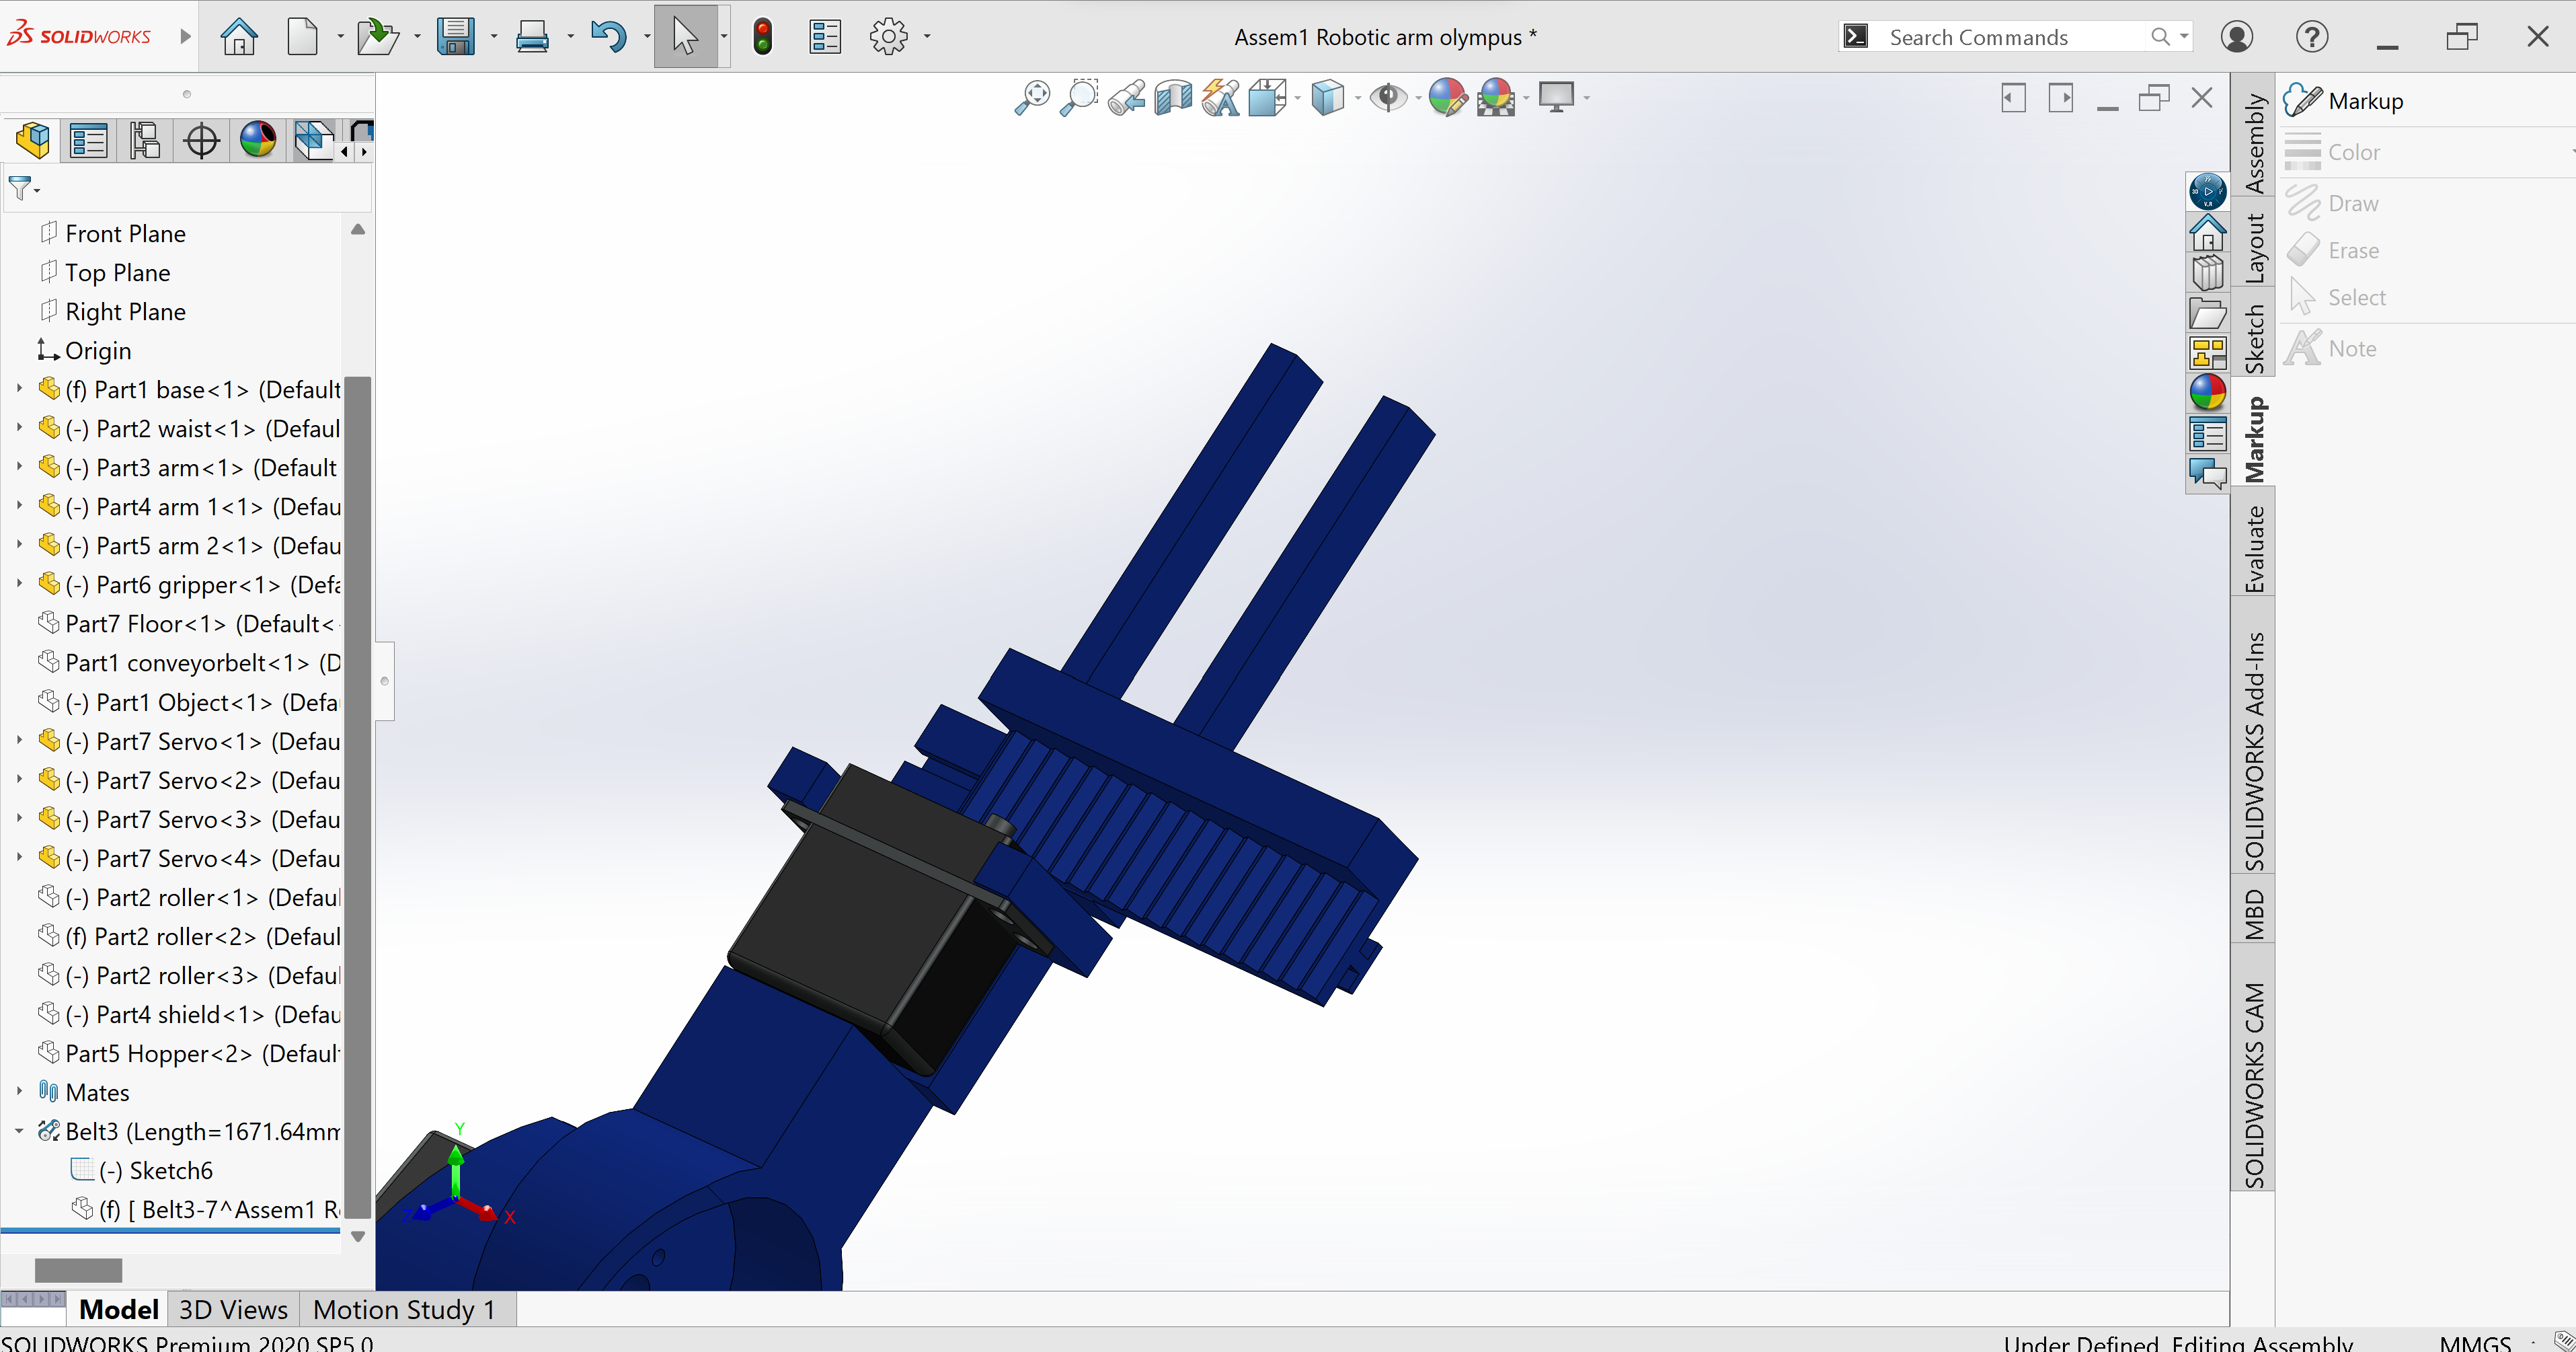 SOLIDWORKS
Assem1 Robotic arm olympus *
Search Commands
Front Plane
Top Plane
Right Plane
Origin
(f) Part1 base<1> (Default
(-) Part2 waist<1> (Defaul
(-) Part3 arm<1> (Default
(-) Part4 arm 1<1> (Defau
(-) Part5 arm 2<1> (Defau
(-) Part6 gripper<1> (Defa
Part7 Floor<1> (Default<
Part1 conveyorbelt<1> (D
(-) Part1 Object<1> (Defa
(-) Part7 Servo<1> (Defau
(-) Part7 Servo<2> (Defau
(-) Part7 Servo<3> (Defau
(-) Part7 Servo<4> (Defau
(-) Part2 roller<1> (Defaul
(f) Part2 roller<2> (Defaul
(-) Part2 roller<3> (Defaul
(-) Part4 shield<1> (Defau
Part5 Hopper<2> (Default
Mates
Belt3 (Length=1671.64mm
(-) Sketch6
(f) [ Belt3-7^Assem1 R
Y
Z
X
Assembly
Layout
Sketch
Markup
Evaluate
SOLIDWORKS Add-Ins
MBD
SOLIDWORKS CAM
Markup
Color
Draw
Erase
Select
Note
Model
3D Views
Motion Study 1
SOLIDWORKS Premium 2020 SP5.0
Under Defined
Editing Assembly
MMGS